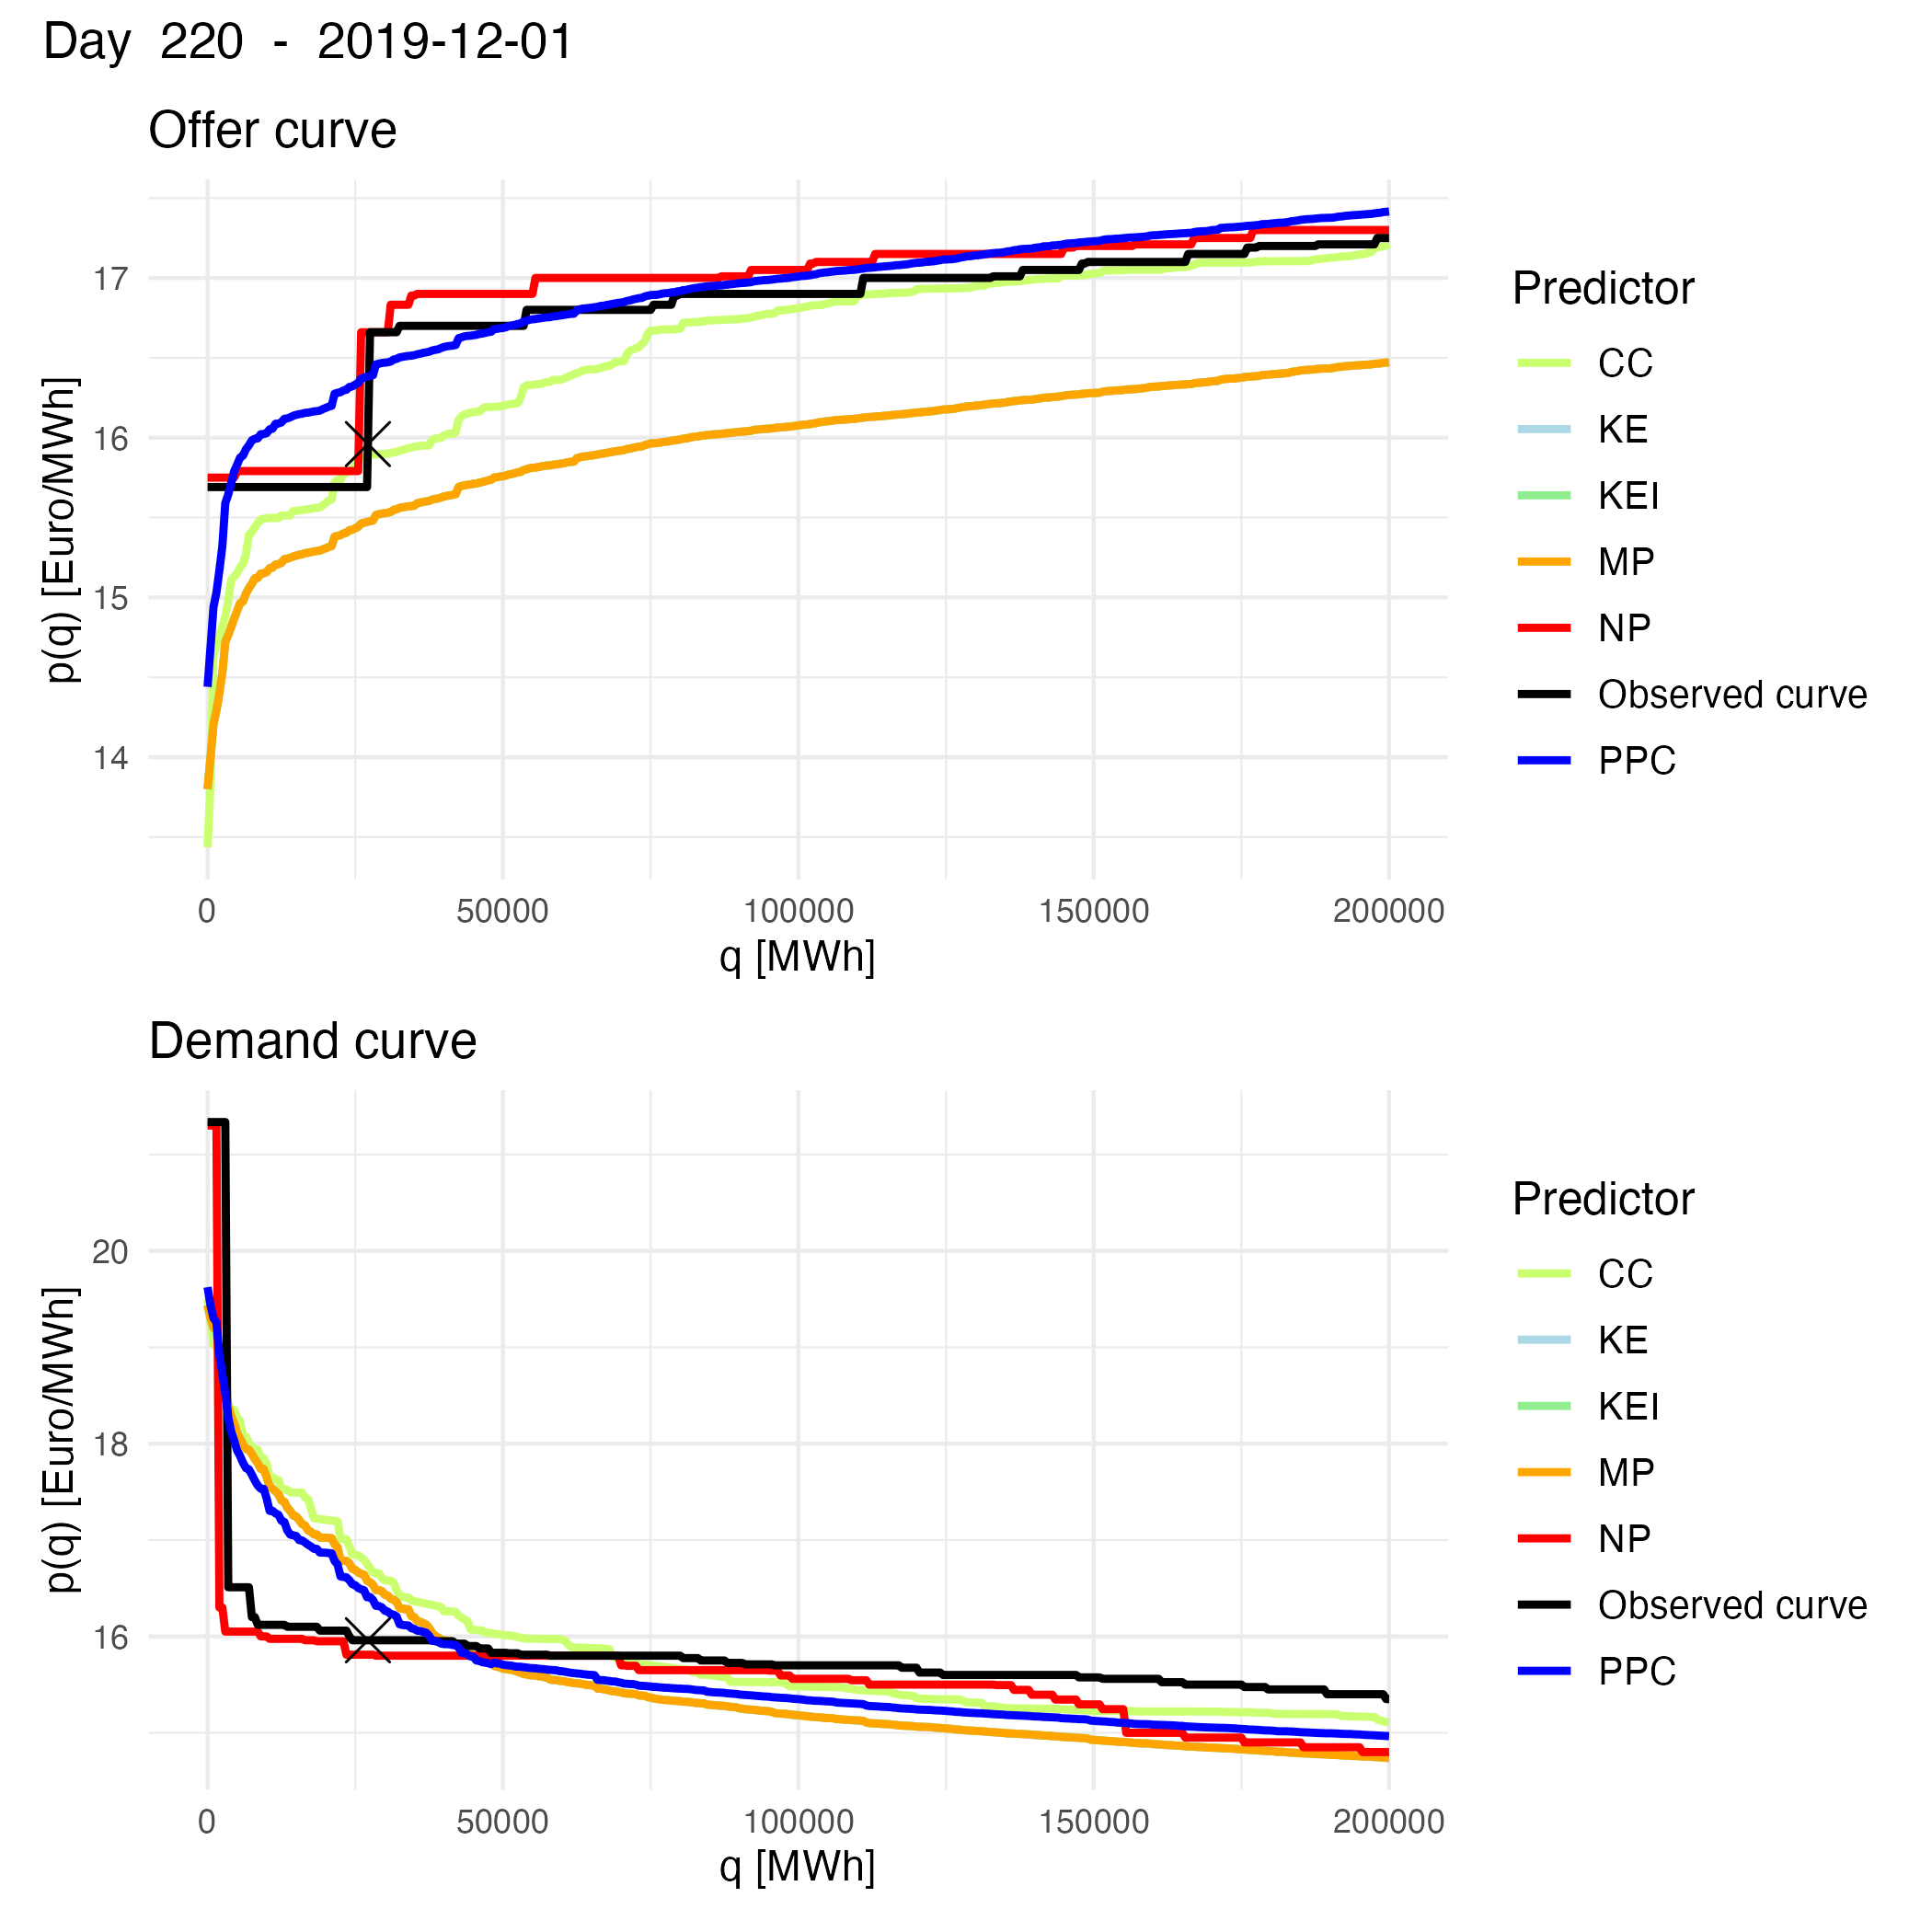 Day 220 - 2019-12-01
Offer curve
17
16
15
14
p(q) [Euro/MWh]
0 50000 100000 150000 200000
q [MWh]
Predictor
CC
KE
KEI
MP
NP
Observed curve
PPC
Demand curve
20
18
16
p(q) [Euro/MWh]
0 50000 100000 150000 200000
q [MWh]
Predictor
CC
KE
KEI
MP
NP
Observed curve
PPC